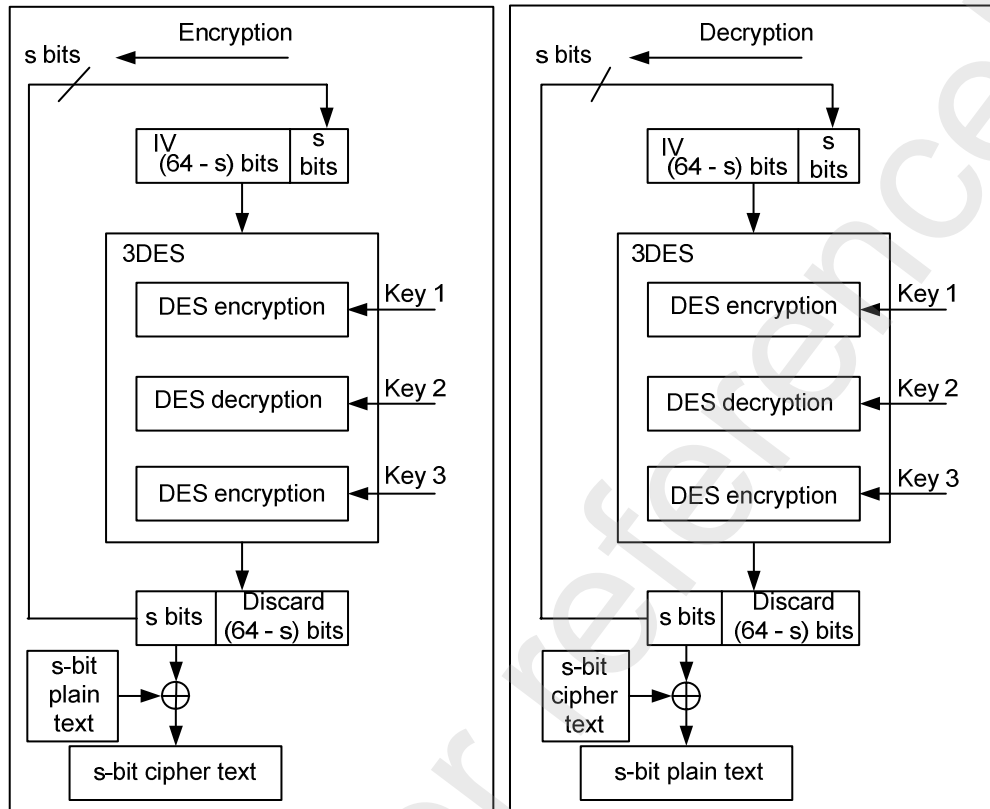 Encryption
s bits
IV
(64 - s) bits
s
bits
3DES
DES encryption
Key 1
DES decryption
Key 2
DES encryption
Key 3
s bits
Discard
(64 - s) bits
s-bit
plain
text
s-bit cipher text
Decryption
s bits
IV
(64 - s) bits
s
bits
3DES
DES encryption
Key 1
DES decryption
Key 2
DES encryption
Key 3
s bits
Discard
(64 - s) bits
s-bit
cipher
text
s-bit plain text
reference